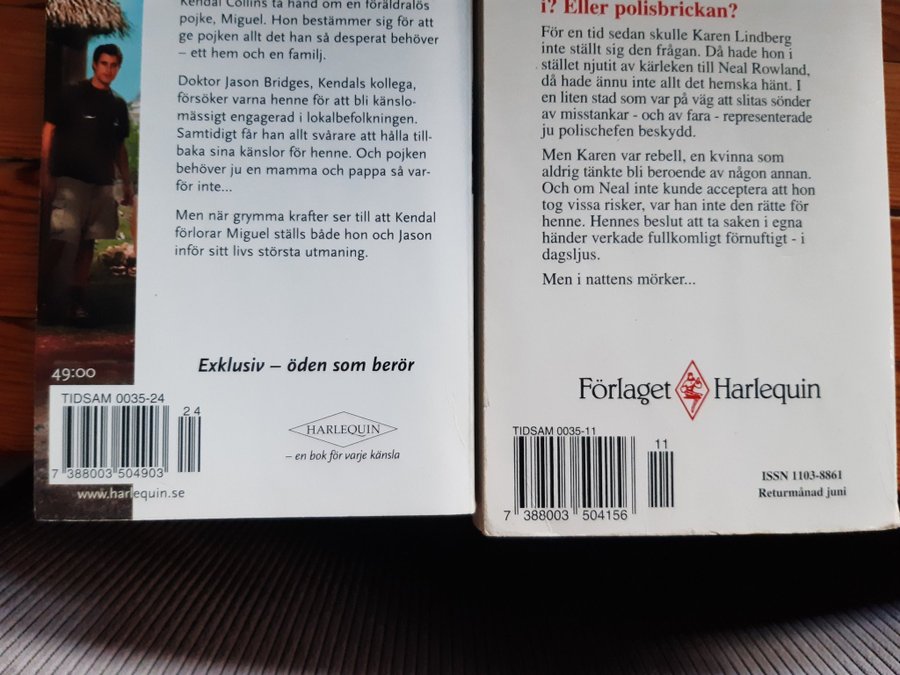 Kendal Collins ta hand om en föräldralös
pojke, Miguel. Hon bestämmer sig för att
ge pojken allt det han så desperat behöver
– ett hem och en familj.
Doktor Jason Bridges, Kendals kollega,
försöker varna henne för att bli känslo-
mässigt engagerad i lokalbefolkningen.
Samtidigt får han allt svårare att hålla till-
baka sina känslor för henne. Och pojken
behöver ju en mamma och pappa så var-
för inte...
Men när grymma krafter ser till att Kendal
förlorar Miguel ställs både hon och Jason
inför sitt livs största utmaning.
Exklusiv – öden som berör
49:00
TIDSAM 0035-24
24
7 388003 504903
HARLEQUIN
– en bok för varje känsla
www.harlequin.se
i? Eller polisbrickan?
För en tid sedan skulle Karen Lindberg
inte ställt sig den frågan. Då hade hon i
stället njutit av kärleken till Neal Rowland,
då hade ännu inte allt det hemska hänt. I
en liten stad som var på väg att slitas sönder
av misstankar - och av fara - representerade
ju polischefen beskydd.
Men Karen var rebell, en kvinna som
aldrig tänkte bli beroende av någon annan.
Och om Neal inte kunde acceptera att hon
tog vissa risker, var han inte den rätte för
henne. Hennes beslut att ta saken i egna
händer verkade fullkomligt förnuftigt - i
dagsljus.
Men i nattens mörker...
Förlaget Harlequin
TIDSAM 0035-11
11
7 388003 504156
ISSN 1103-8861
Returmånad juni